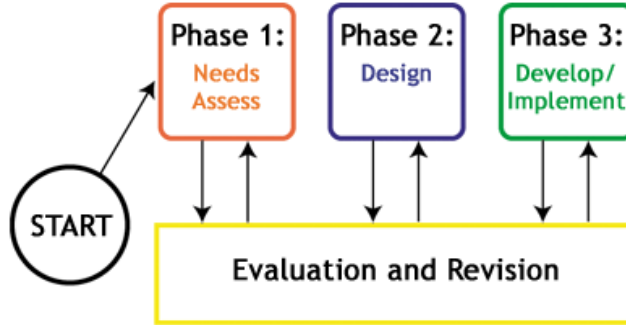 Phase 1:
Needs
Assess
Phase 2:
Design
Phase 3:
Develop/
Implement
START
Evaluation and Revision